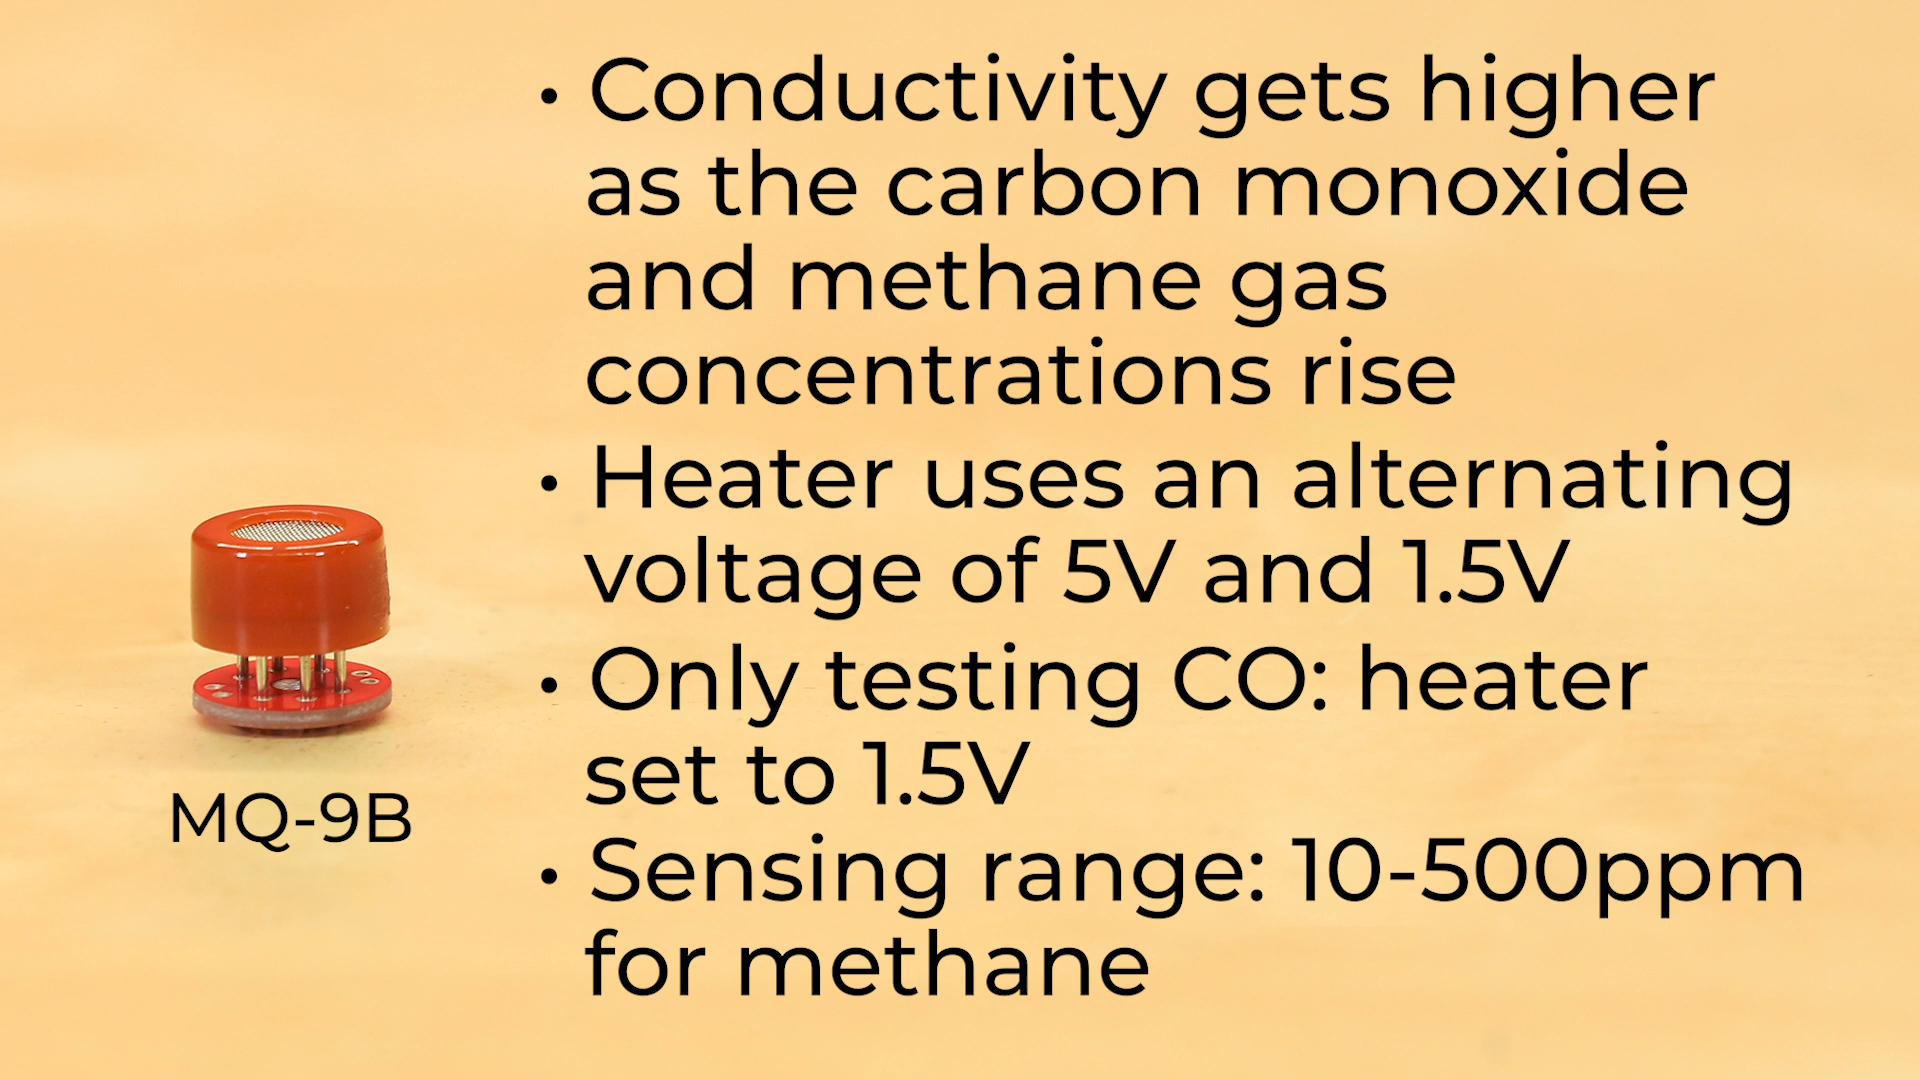 • Conductivity gets higher
as the carbon monoxide
and methane gas
concentrations rise
• Heater uses an alternating
voltage of 5V and 1.5V
• Only testing CO: heater
set to 1.5V
• Sensing range: 10-500ppm
for methane
MQ-9B